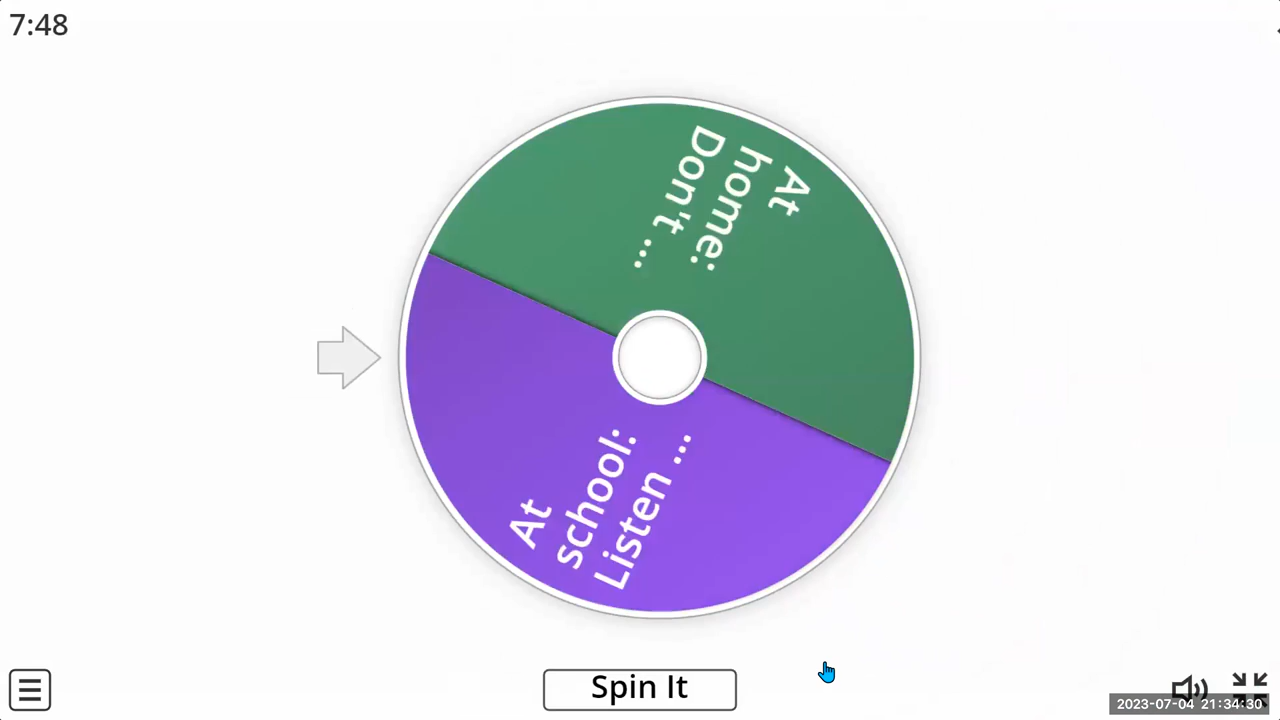 7:48
At
home:
Don't ...
At
school:
Listen ...
Spin It
2023-07-04 21:34:30